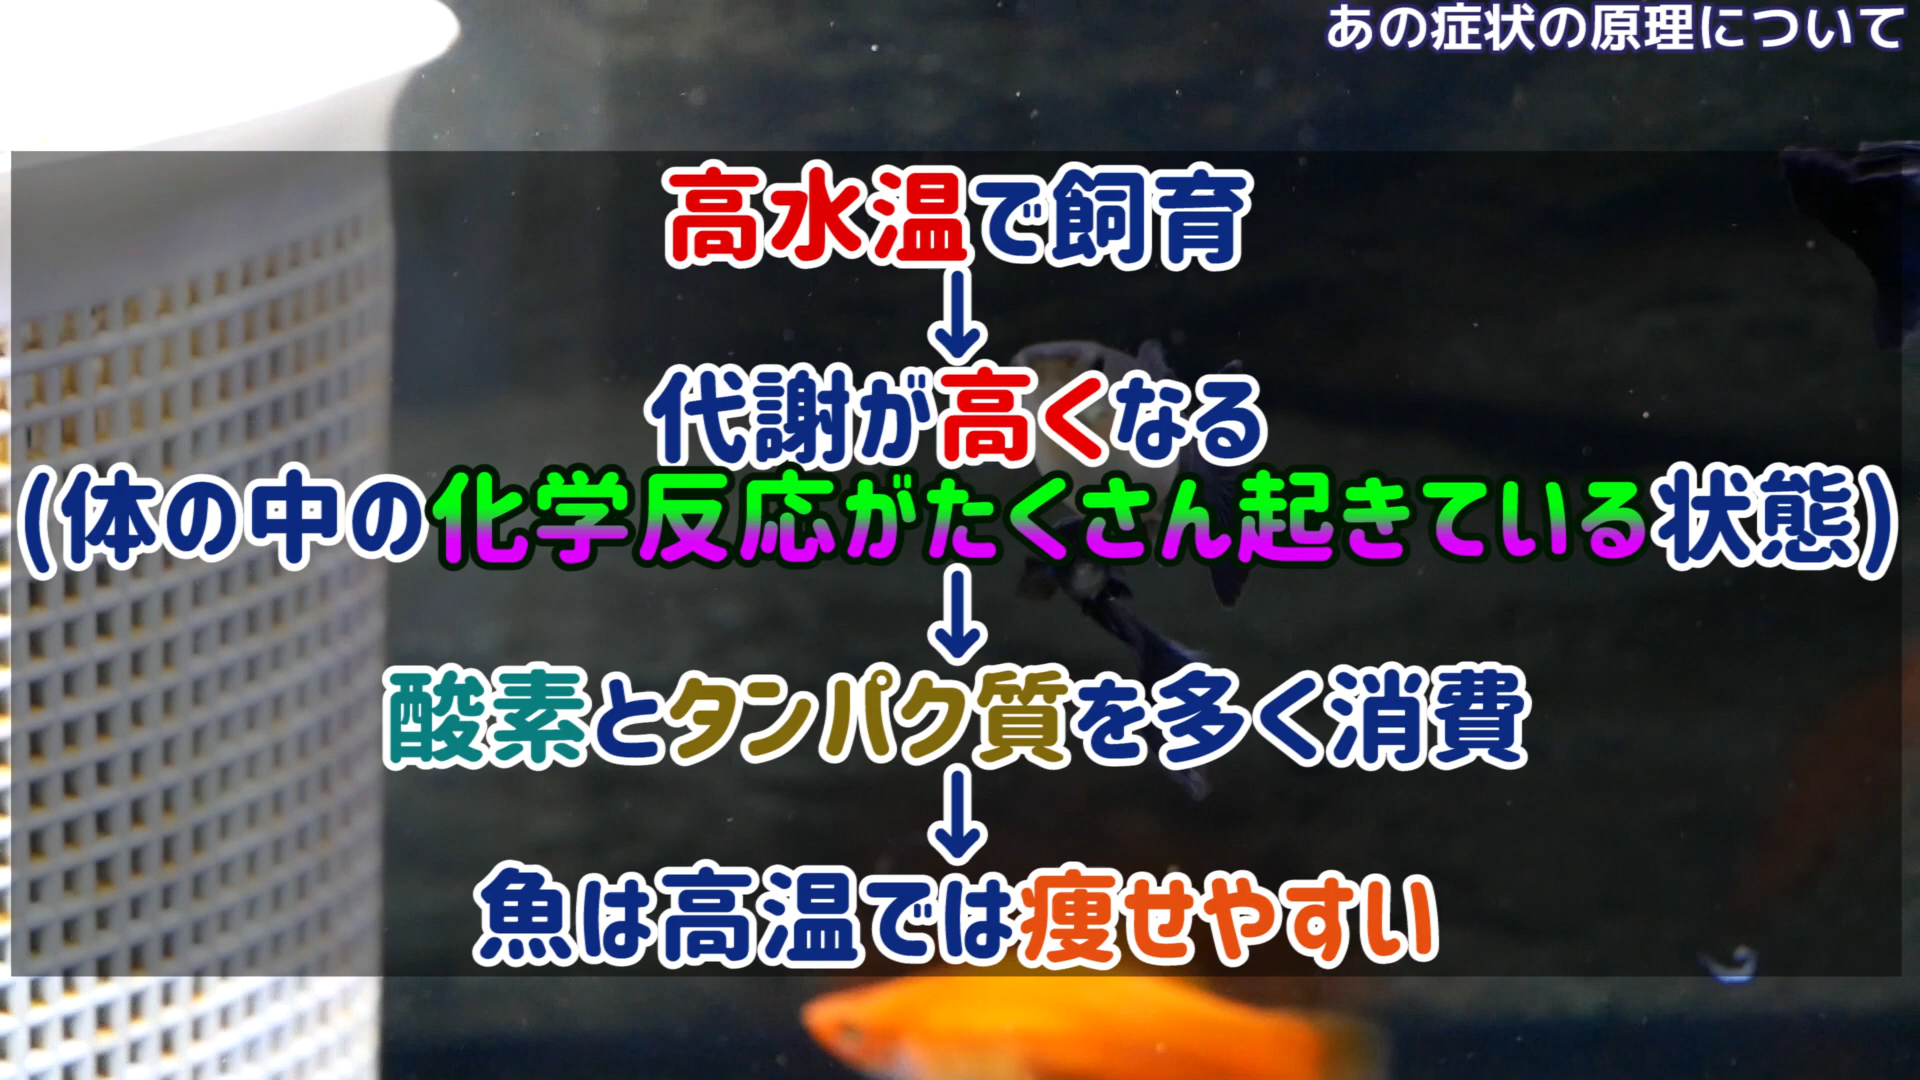 あの症状の原理について
高水温で飼育
↓
代謝が高くなる
(体の中の化学反応がたくさん起きている状態)
↓
酸素とタンパク質を多く消費
↓
魚は高温では痩せやすい